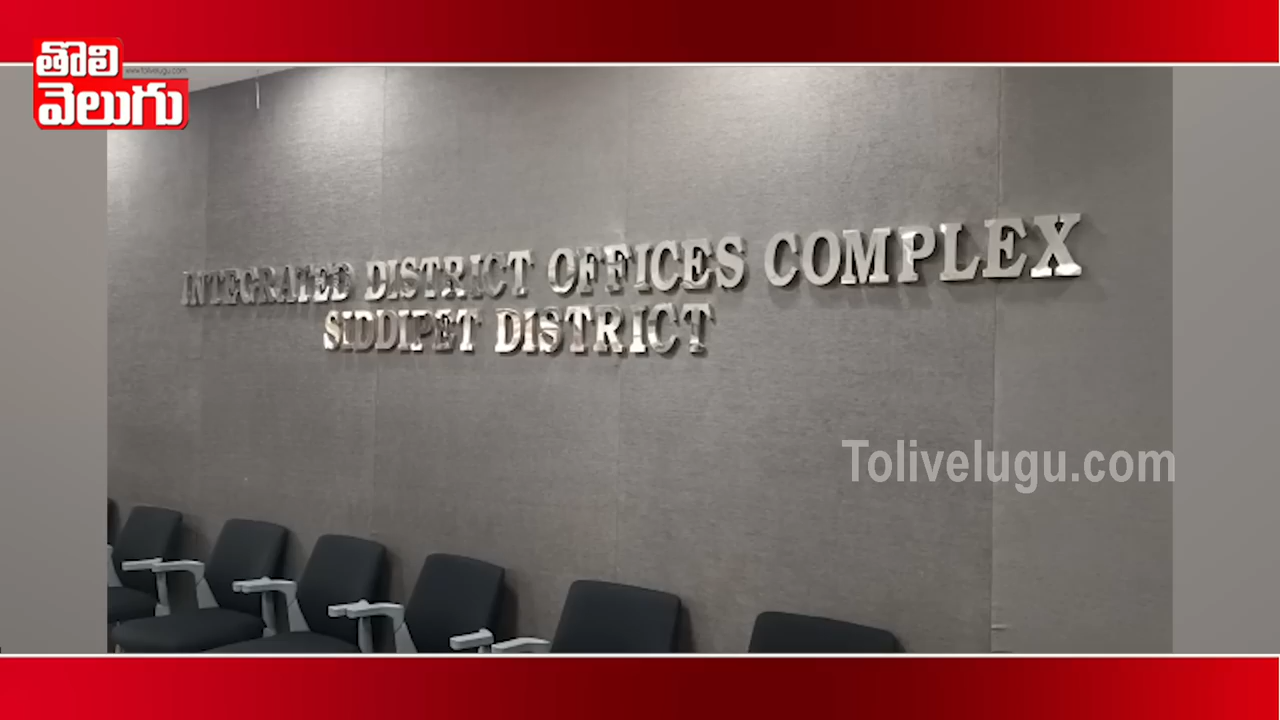 తొలి
www.tolivelugu.com
వెలుగు
INTEGRATED DISTRICT OFFICES COMPLEX
SIDDIPET DISTRICT
Tolivelugu.com